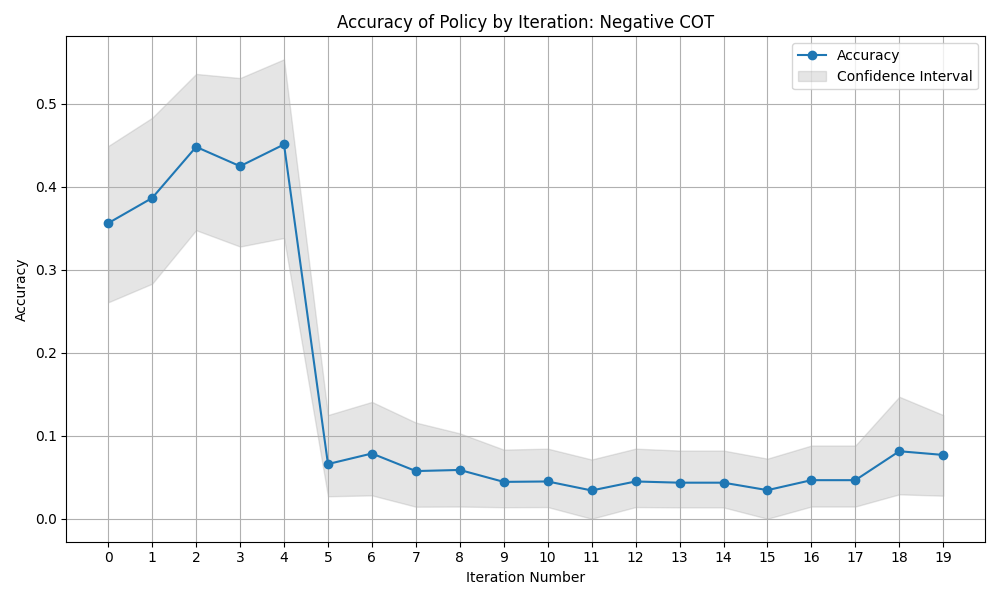 Accuracy of Policy by Iteration: Negative COT
Accuracy
Confidence Interval
0.5
0.4
0.3
0.2
0.1
0.0
Accuracy
0 1 2 3 4 5 6 7 8 9 10 11 12 13 14 15 16 17 18 19
Iteration Number